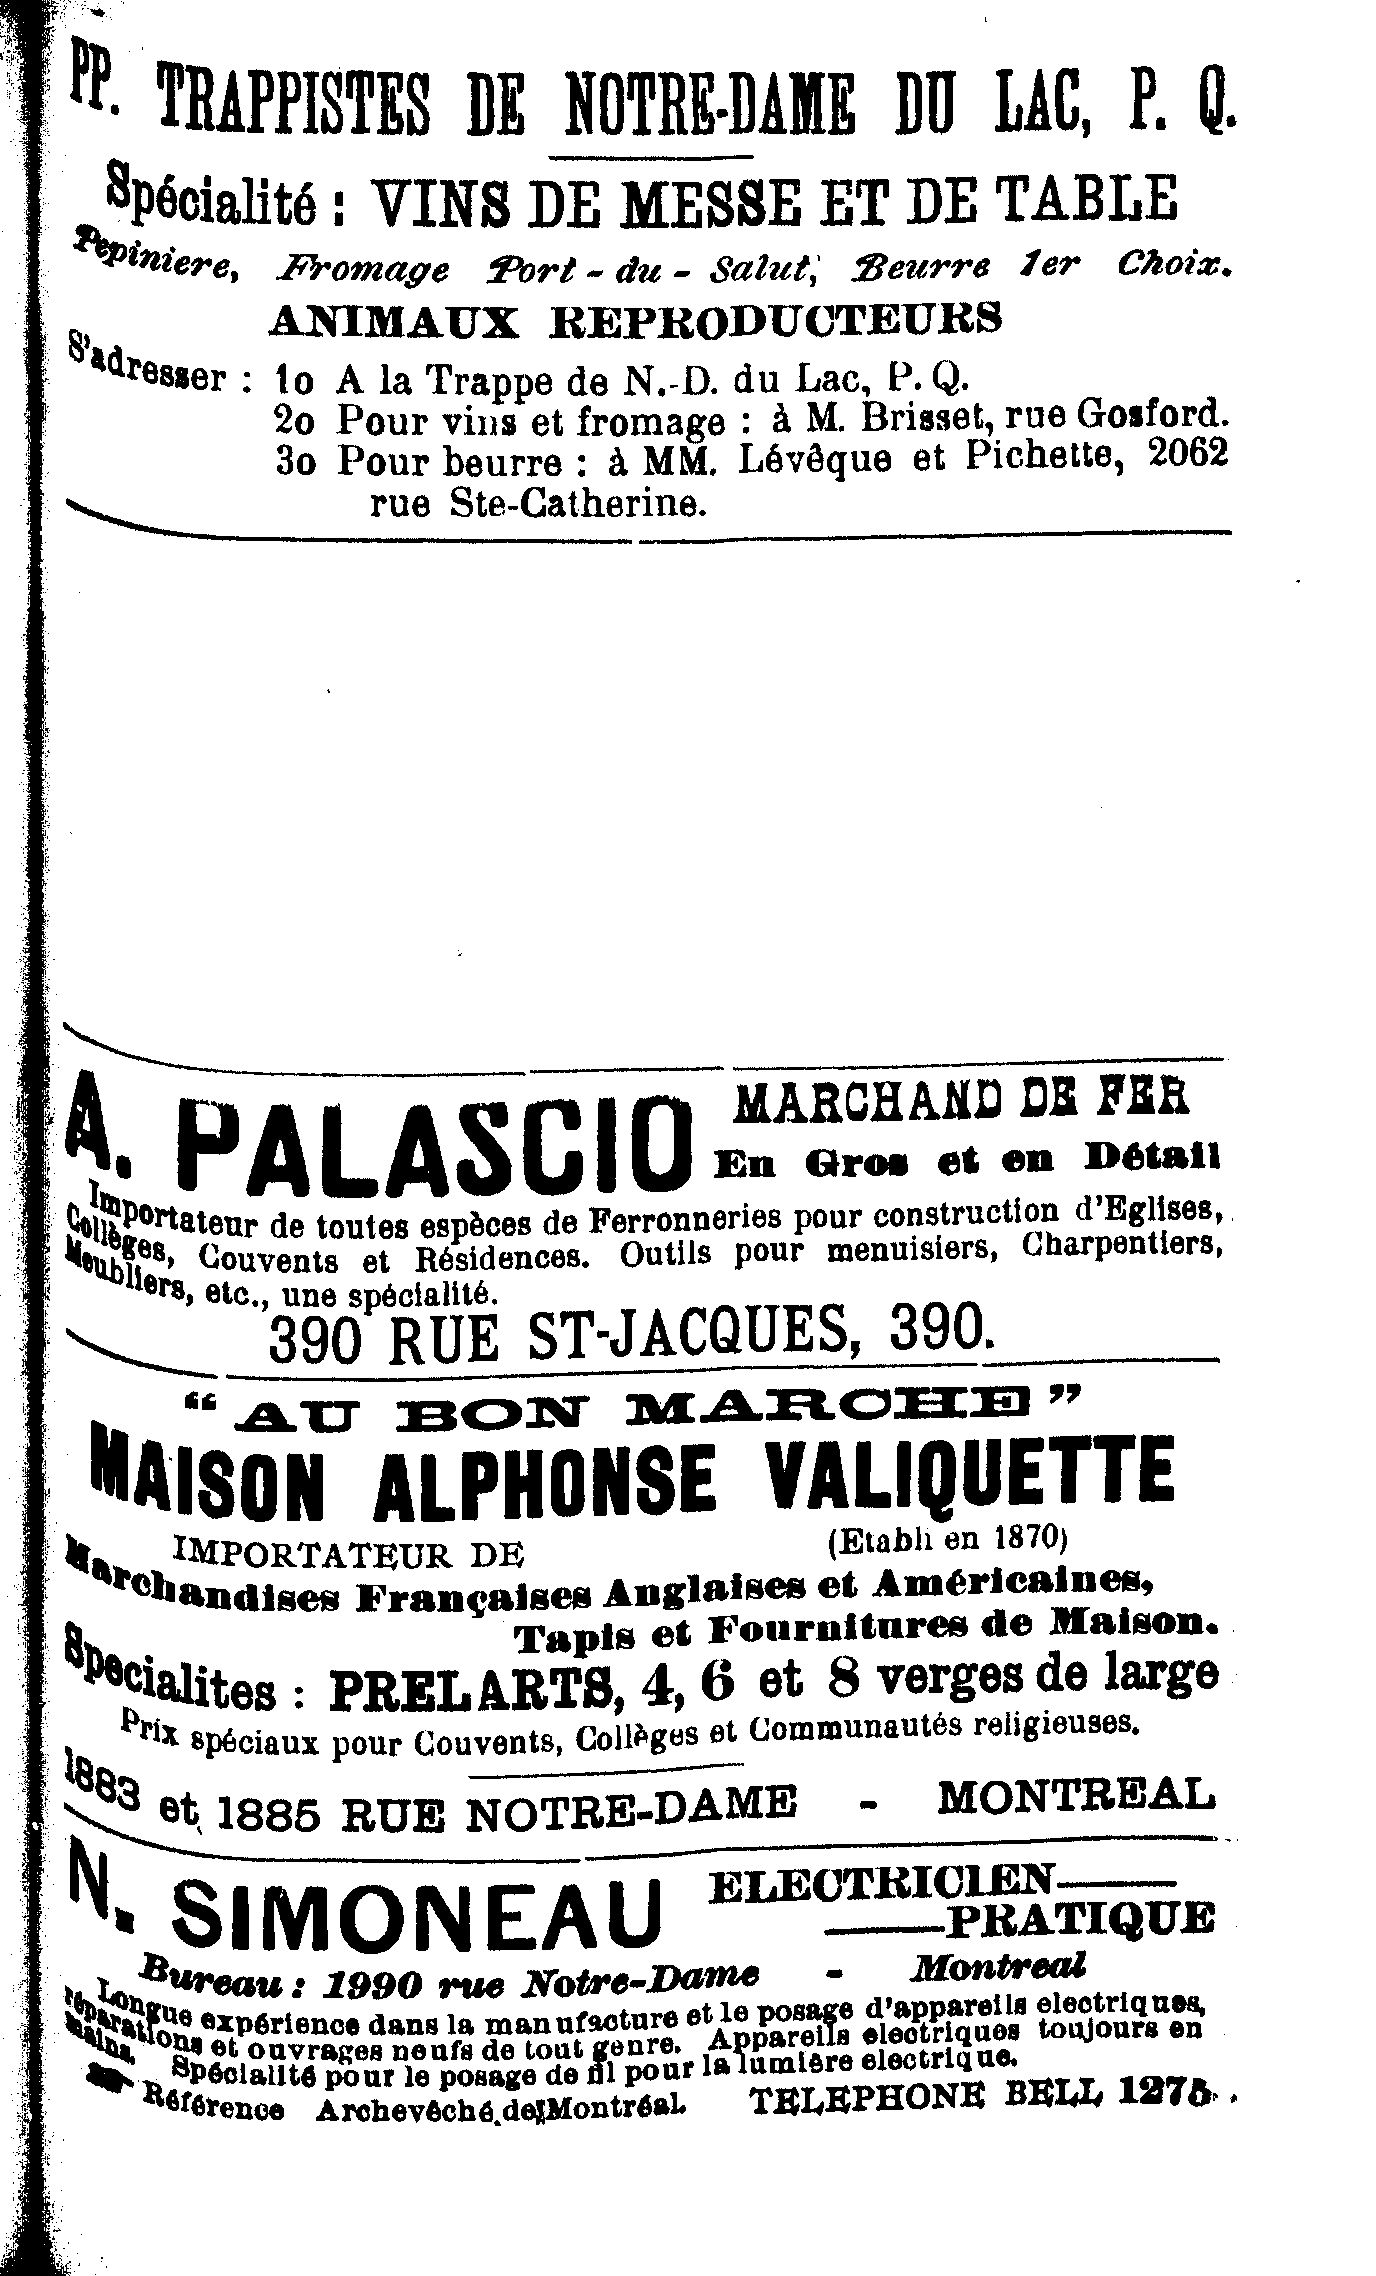 PP. TRAPPISTES DE NOTRE-DAME DU LAC, P. Q.
Spécialité : VINS DE MESSE ET DE TABLE
Pepiniere, Fromage Port-du-Salut, Beurre 1er Choix.
ANIMAUX REPRODUCTEURS
S'adresser : 1o A la Trappe de N.-D. du Lac, P. Q.
2o Pour vins et fromage : à M. Brisset, rue Gosford.
3o Pour beurre : à MM. Lévêque et Pichette, 2062
rue Ste-Catherine.
A. PALASCIO MARCHAND DE FER
En Gros et en Détail
Importateur de toutes espèces de Ferronneries pour construction d'Eglises,
Collèges, Couvents et Résidences. Outils pour menuisiers, Charpentiers,
Meubliers, etc., une spécialité.
390 RUE ST-JACQUES, 390.
“ AU BON MARCHE ”
MAISON ALPHONSE VALIQUETTE
IMPORTATEUR DE (Etabli en 1870)
Marchandises Françaises Anglaises et Américaines,
Tapis et Fournitures de Maison.
Specialites : PRELARTS, 4, 6 et 8 verges de large
Prix spéciaux pour Couvents, Collèges et Communautés religieuses.
1883 et 1885 RUE NOTRE-DAME - MONTREAL
N. SIMONEAU ELECTRICIEN
PRATIQUE
Bureau : 1990 rue Notre-Dame - Montreal
Longue expérience dans la manufacture et le posage d'appareils electriques,
réparations et ouvrages neufs de tout genre. Appareils electriques toujours en
mains. Spécialité pour le posage de fil pour la lumière electrique.
Référence Archevêché de Montréal. TELEPHONE BELL 1275.